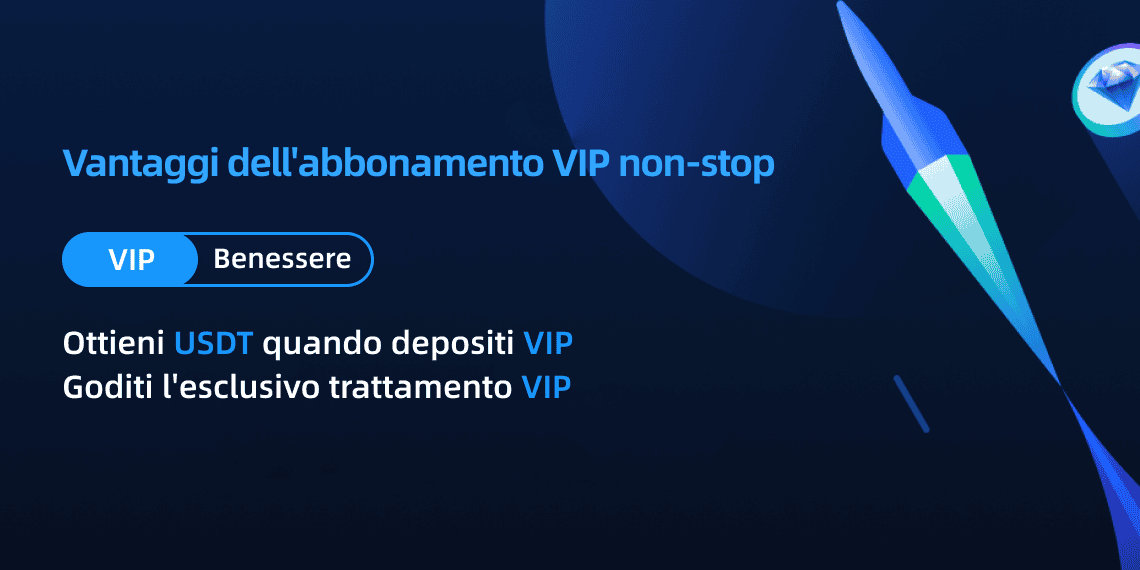 Vantaggi dell'abbonamento VIP non-stop
VIP Benessere
Ottieni USDT quando depositi VIP
Goditi l'esclusivo trattamento VIP